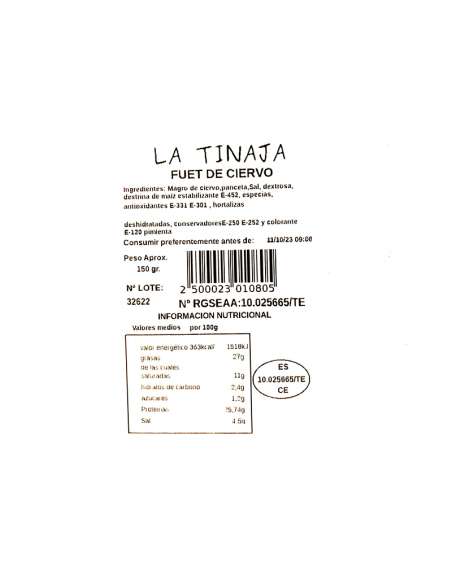 LA TINAJA
FUET DE CIERVO
Ingredientes: Magro de ciervo,panceta,Sal, dextrosa,
dextrina de maiz estabilizante E-452, especias,
antioxidantes E-331 E-301 , hortalizas
deshidratadas, conservadoresE-250 E-252 y colorante
E-120 pimienta
Consumir preferentemente antes de: 11/10/23 09:00
Peso Aprox.
150 gr.
Nº LOTE:
2 500023 010805
32622
Nº RGSEAA:10.025665/TE
INFORMACION NUTRICIONAL
Valores medios por 100g
valor energético 363kcal/ 1518kJ
grasas 27g
de las cuales
saturadas 11g
hidratos de carbono 2,4g
azucares 1,2g
Proteinas 25,74g
Sal 4.5g
ES
10.025665/TE
CE